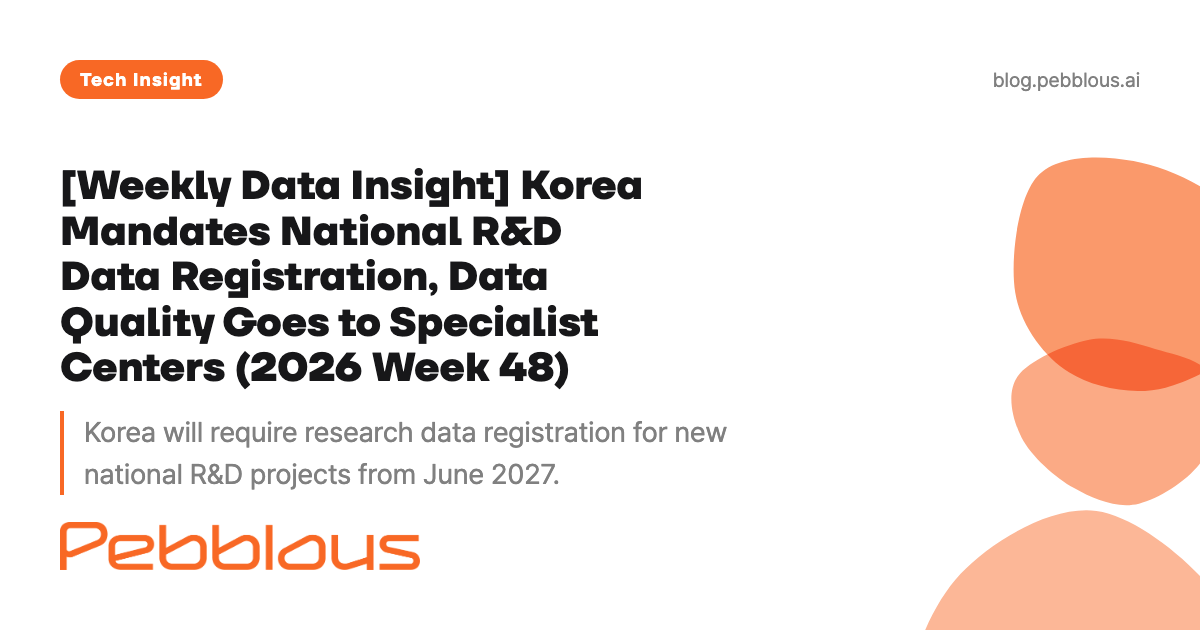 Tech Insight
blog.pebblous.ai
[Weekly Data Insight] Korea
Mandates National R&D
Data Registration, Data
Quality Goes to Specialist
Centers (2026 Week 48)
Korea will require research data registration for new
national R&D projects from June 2027.
Pebblous